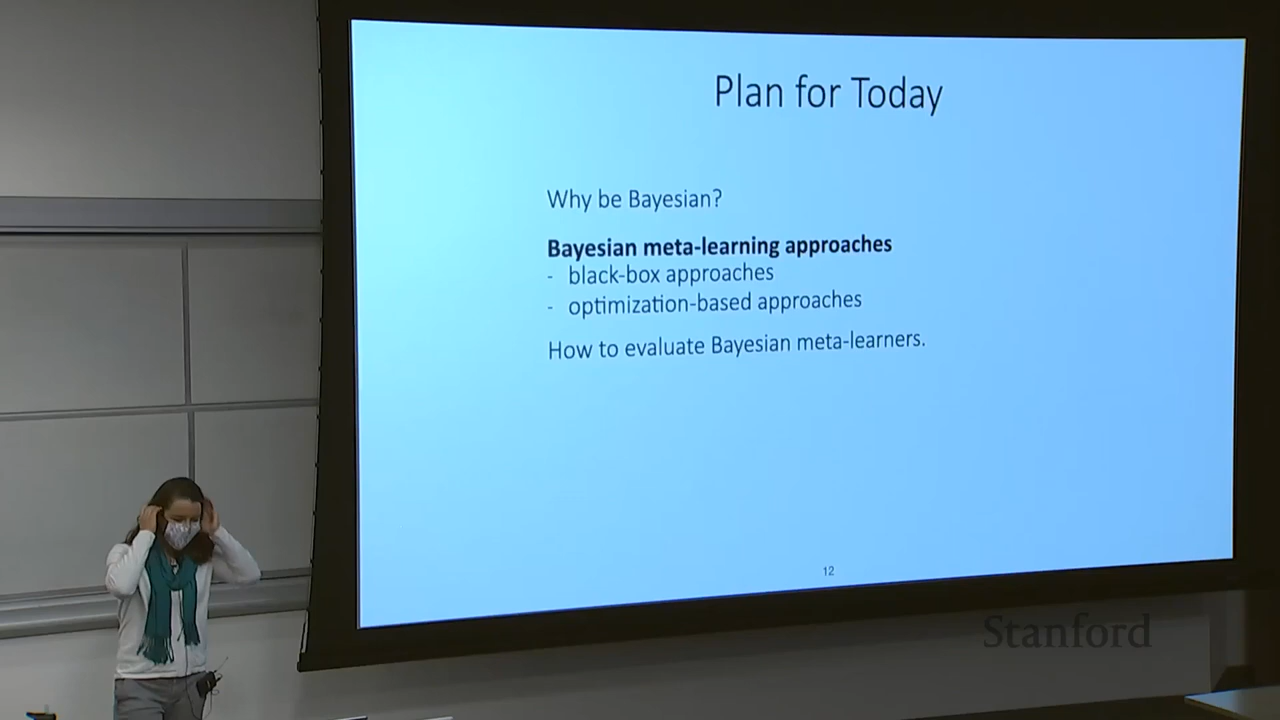 Plan for Today
Why be Bayesian?
Bayesian meta-learning approaches
- black-box approaches
- optimization-based approaches
How to evaluate Bayesian meta-learners.
12
Stanford